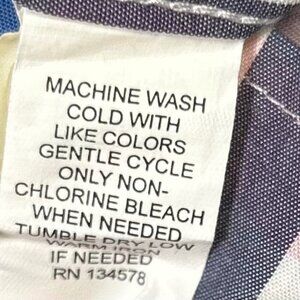 MACHINE WASH
COLD WITH
LIKE COLORS
GENTLE CYCLE
ONLY NON-
CHLORINE BLEACH
WHEN NEEDED
TUMBLE DRY LOW
WARM IRON
IF NEEDED
RN 134578